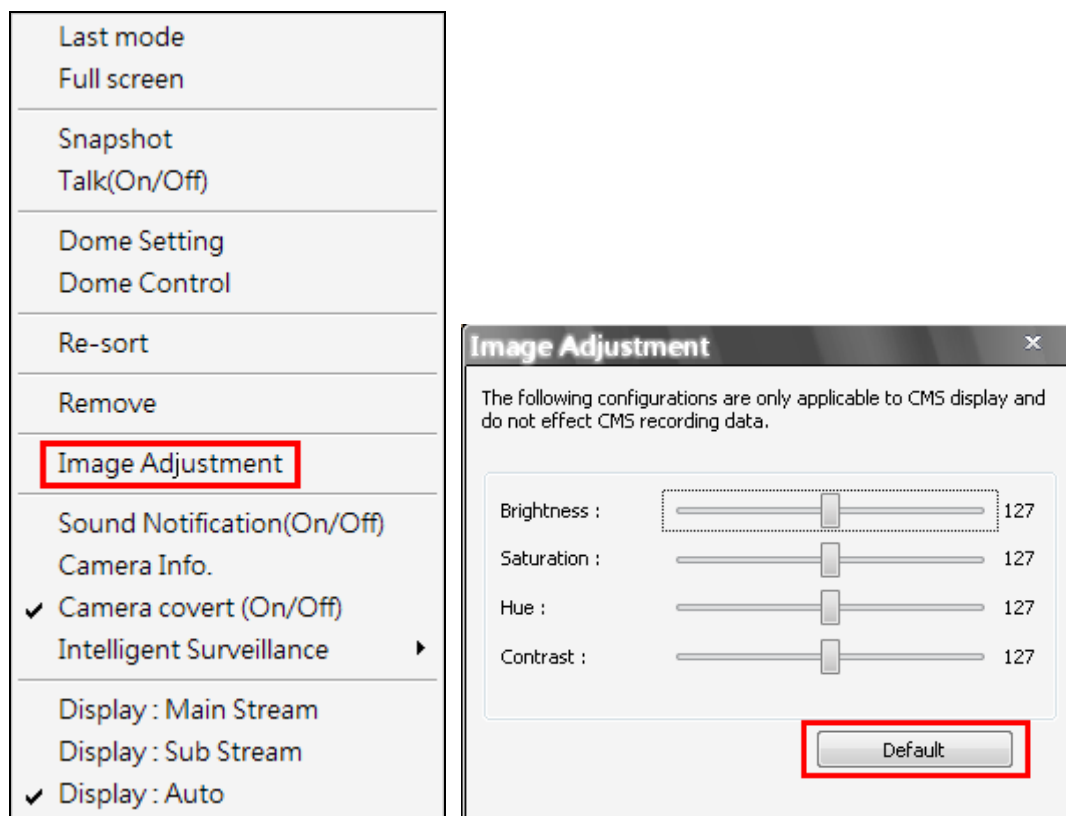 Last mode
Full screen
Snapshot
Talk(On/Off)
Dome Setting
Dome Control
Re-sort
Remove
Image Adjustment
Sound Notification(On/Off)
Camera Info.
Camera covert (On/Off)
Intelligent Surveillance
Display : Main Stream
Display : Sub Stream
Display : Auto
Image Adjustment
The following configurations are only applicable to CMS display and
do not effect CMS recording data.
Brightness : 127
Saturation : 127
Hue : 127
Contrast : 127
Default